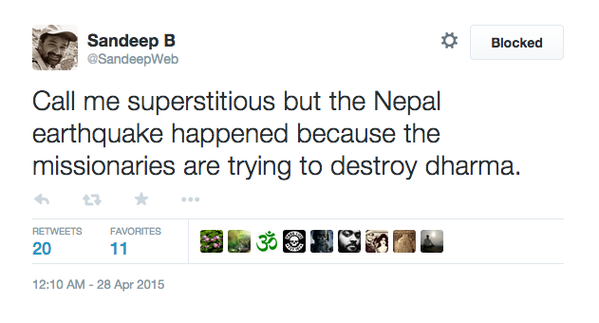 Sandeep B
@SandeepWeb
Blocked
Call me superstitious but the Nepal
earthquake happened because the
missionaries are trying to destroy dharma.
RETWEETS
20
FAVORITES
11
ॐ
12:10 AM - 28 Apr 2015